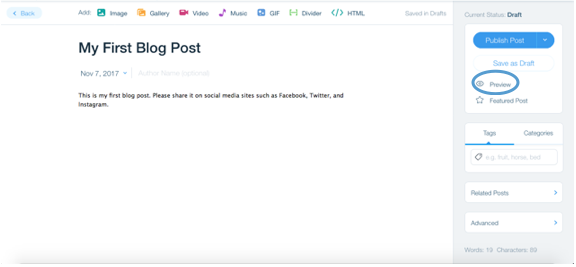 Back
Add: Image Gallery Video Music GIF Divider HTML
Saved in Drafts
My First Blog Post
Nov 7, 2017 Author Name (optional)
This is my first blog post. Please share it on social media sites such as Facebook, Twitter, and
Instagram.
Current Status: Draft
Publish Post
Save as Draft
Preview
Featured Post
Tags Categories
e.g. fruit, horse, hast
Related Posts
Advanced
Words: 19 Characters: 89